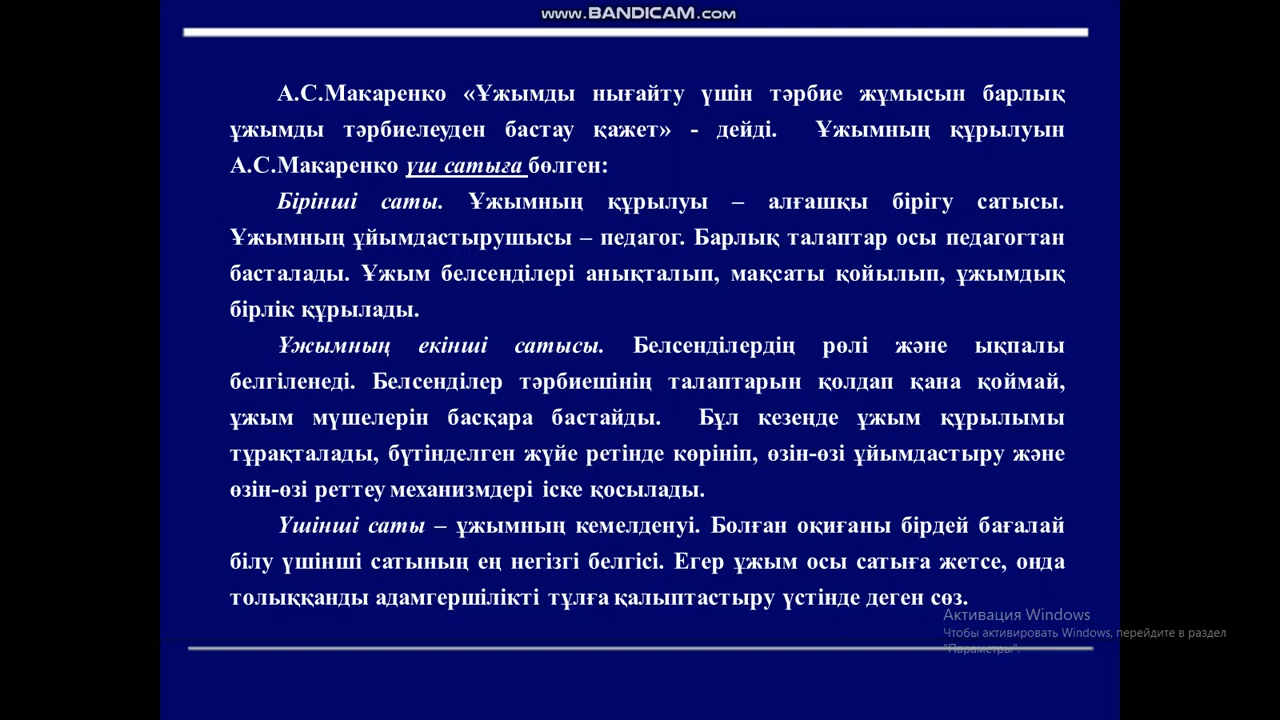 www.BANDICAM.com
А.С.Макаренко «Ұжымды нығайту үшін тәрбие жұмысын барлық
ұжымды тәрбиелеуден бастау қажет» - дейді. Ұжымның құрылуын
А.С.Макаренко үш сатыға бөлген:
Бірінші саты. Ұжымның құрылуы – алғашқы бірігу сатысы.
Ұжымның ұйымдастырушысы – педагог. Барлық талаптар осы педагогтан
басталады. Ұжым белсенділері анықталып, мақсаты қойылып, ұжымдық
бірлік құрылады.
Ұжымның екінші сатысы. Белсенділердің рөлі және ықпалы
белгіленеді. Белсенділер тәрбиешінің талаптарын қолдап қана қоймай,
ұжым мүшелерін басқара бастайды. Бұл кезеңде ұжым құрылымы
тұрақталады, бүтінделген жүйе ретінде көрініп, өзін-өзі ұйымдастыру және
өзін-өзі реттеу механизмдері іске қосылады.
Үшінші саты – ұжымның кемелденуі. Болған оқиғаны бірдей бағалай
білу үшінші сатының ең негізгі белгісі. Егер ұжым осы сатыға жетсе, онда
толыққанды адамгершілікті тұлға қалыптастыру үстінде деген сөз.
Активация Windows
Чтобы активировать Windows, перейдите в раздел
"Параметры".